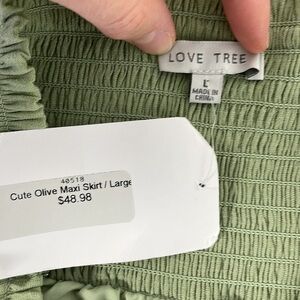 LOVE TREE
L
MADE IN
CHINA
40518
Cute Olive Maxi Skirt / Large
$48.98